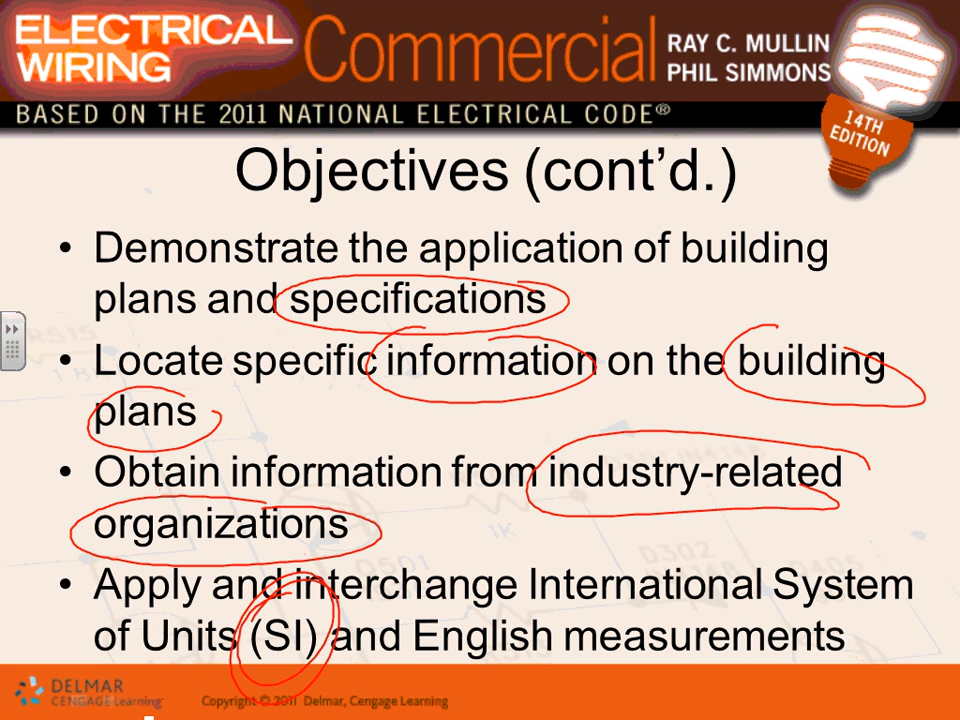 ELECTRICAL
WIRING
Commercial
RAY C. MULLIN
PHIL SIMMONS
BASED ON THE 2011 NATIONAL ELECTRICAL CODE®
14TH
EDITION
Objectives (cont’d.)
• Demonstrate the application of building
plans and specifications
• Locate specific information on the building
plans
• Obtain information from industry-related
organizations
• Apply and interchange International System
of Units (SI) and English measurements
R515
1K
D302
DELMAR
CENGAGE Learning
Copyright © 2011 Delmar, Cengage Learning